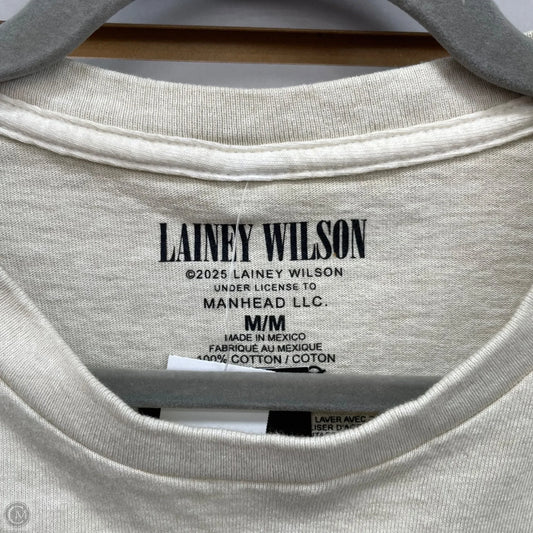 LAINEY WILSON
©2025 LAINEY WILSON
UNDER LICENSE TO
MANHEAD LLC.
M/M
MADE IN MEXICO
FABRIQUÉ AU MEXIQUE
100% COTTON / COTON
LAVER AVEC